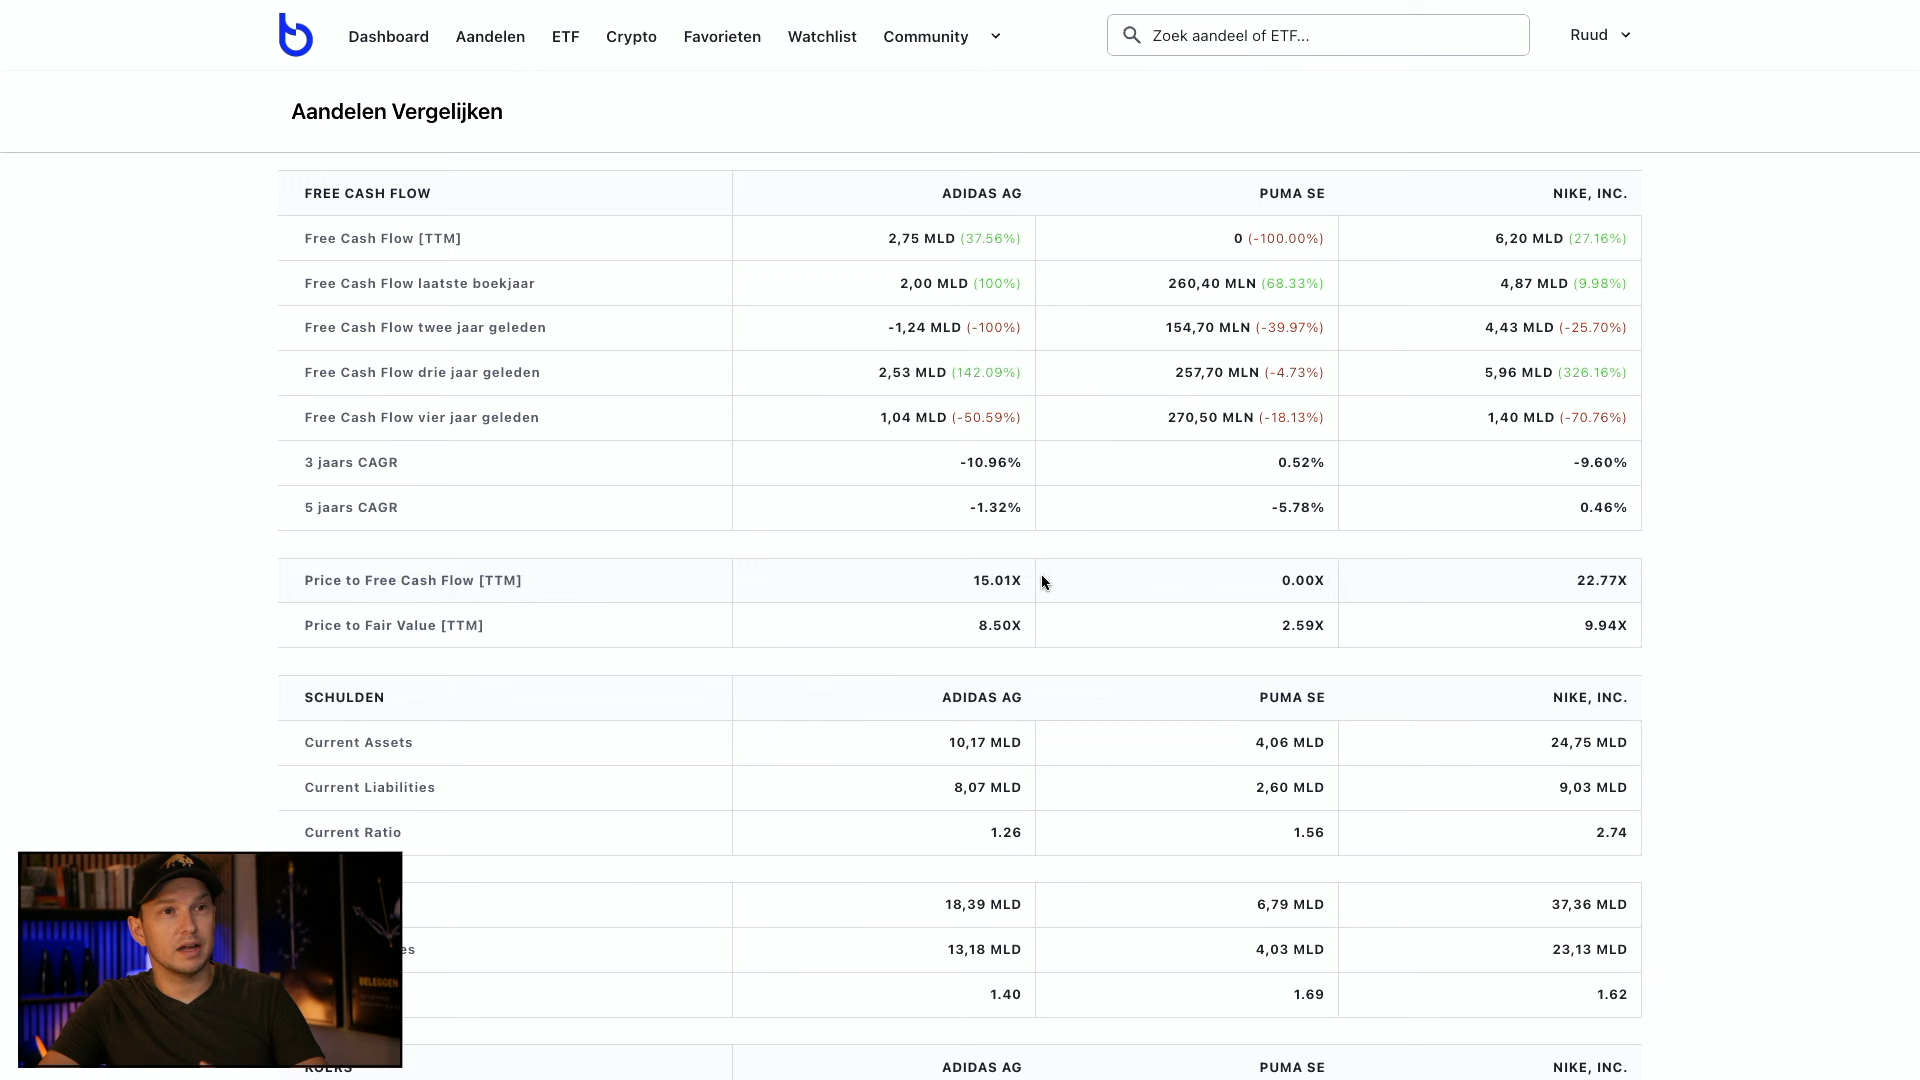 Dashboard Aandelen ETF Crypto Favorieten Watchlist Community Zoek aandeel of ETF... Ruud
Aandelen Vergelijken
FREE CASH FLOW ADIDAS AG PUMA SE NIKE, INC.
Free Cash Flow [TTM] 2,75 MLD (37.56%) 0 (-100.00%) 6,20 MLD (27.16%)
Free Cash Flow laatste boekjaar 2,00 MLD (100%) 260,40 MLN (68.33%) 4,87 MLD (9.98%)
Free Cash Flow twee jaar geleden -1,24 MLD (-100%) 154,70 MLN (-39.97%) 4,43 MLD (-25.70%)
Free Cash Flow drie jaar geleden 2,53 MLD (142.09%) 257,70 MLN (-4.73%) 5,96 MLD (326.16%)
Free Cash Flow vier jaar geleden 1,04 MLD (-50.59%) 270,50 MLN (-18.13%) 1,40 MLD (-70.76%)
3 jaars CAGR -10.96% 0.52% -9.60%
5 jaars CAGR -1.32% -5.78% 0.46%
Price to Free Cash Flow [TTM] 15.01X 0.00X 22.77X
Price to Fair Value [TTM] 8.50X 2.59X 9.94X
SCHULDEN ADIDAS AG PUMA SE NIKE, INC.
Current Assets 10,17 MLD 4,06 MLD 24,75 MLD
Current Liabilities 8,07 MLD 2,60 MLD 9,03 MLD
Current Ratio 1.26 1.56 2.74
18,39 MLD 6,79 MLD 37,36 MLD
es 13,18 MLD 4,03 MLD 23,13 MLD
1.40 1.69 1.62
ADIDAS AG PUMA SE NIKE, INC.
BELEGGEN